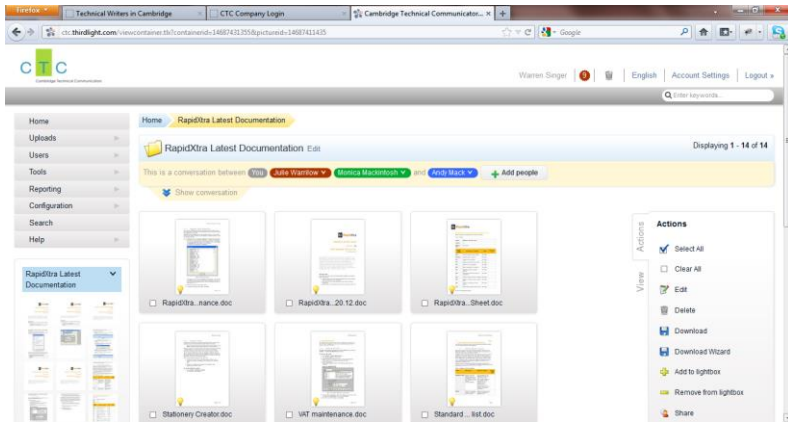 Firefox
Technical Writers in Cambridge
CTC Company Login
Cambridge Technical Communicator...
ctc.thirdlight.com/viewcontainer.tlx?containerid=14687431355&pictureid=14687411435
Google
CTC
Cambridge Technical Communicators
Warren Singer 9 English Account Settings Logout »
Enter keywords...
Home
Uploads
Users
Tools
Reporting
Configuration
Search
Help
RapidXtra Latest
Documentation
Home RapidXtra Latest Documentation
RapidXtra Latest Documentation Edit
Displaying 1 - 14 of 14
This is a conversation between You Julie Warnlow Monica Mackintosh and Andy Mack Add people
Show conversation
RapidXtra...nance.doc
RapidXtra...20.12.doc
RapidXtra...Sheet.doc
Stationery Creator.doc
VAT maintenance.doc
Standard ... list.doc
Actions
View
Actions
Select All
Clear All
Edit
Delete
Download
Download Wizard
Add to lightbox
Remove from lightbox
Share